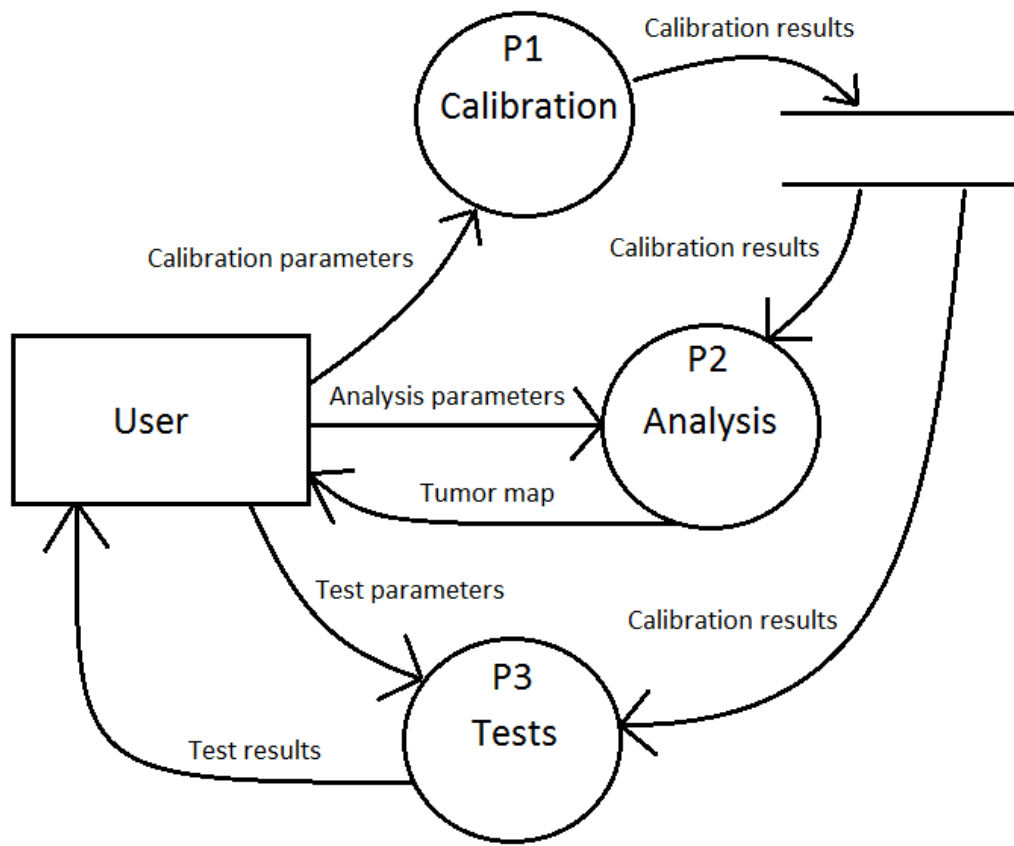 P1
Calibration
Calibration results
Calibration parameters
Calibration results
User
Analysis parameters
P2
Analysis
Tumor map
Test parameters
Calibration results
P3
Tests
Test results